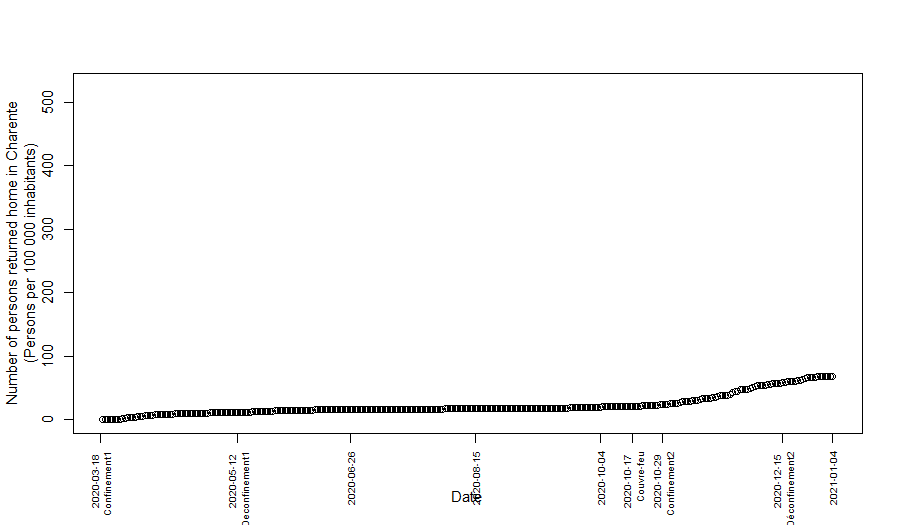 Number of persons returned home in Charente
(Persons per 100 000 inhabitants)
500
400
300
200
100
0
2020-03-18
Confinement1
2020-05-12
Déconfinement1
2020-06-26
2020-08-15
2020-10-04
2020-10-17
Couvre-feu
2020-10-29
Confinement2
2020-12-15
Déconfinement2
2021-01-04
Date